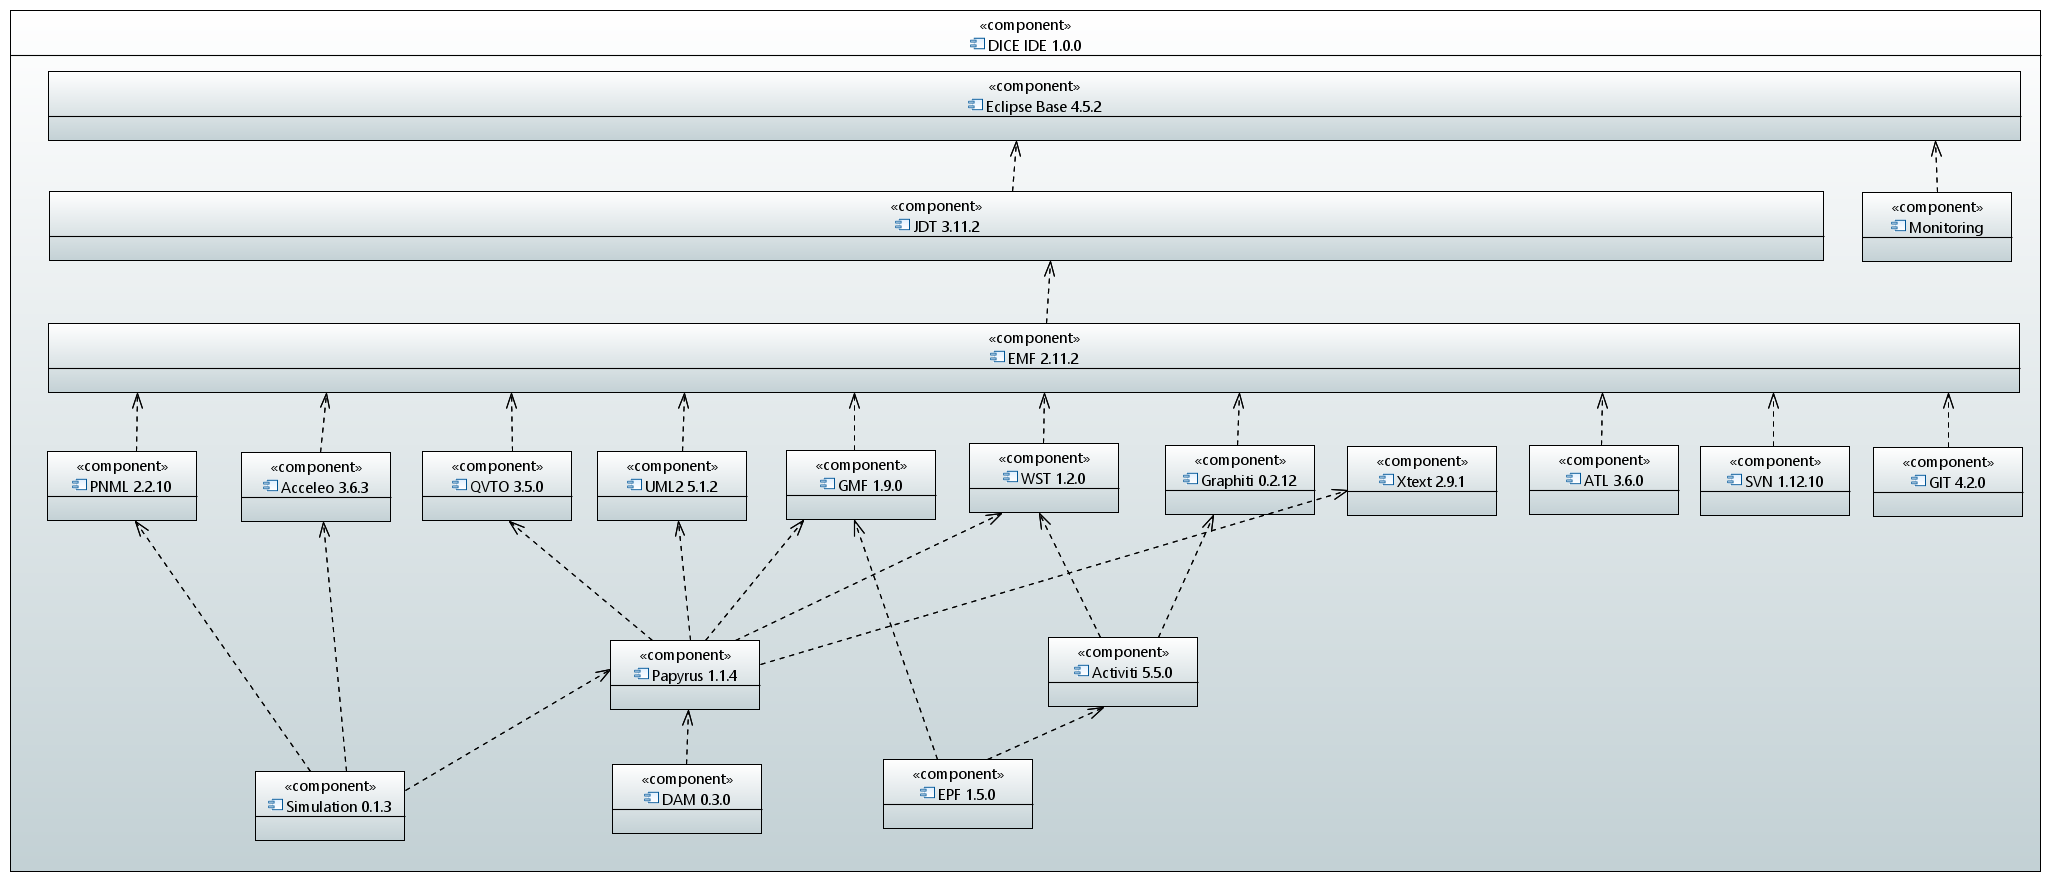 «component»
DICE IDE 1.0.0
«component»
Eclipse Base 4.5.2
«component»
JDT 3.11.2
«component»
Monitoring
«component»
EMF 2.11.2
«component»
PNML 2.2.10
«component»
Acceleo 3.6.3
«component»
QVTO 3.5.0
«component»
UML2 5.1.2
«component»
GMF 1.9.0
«component»
WST 1.2.0
«component»
Graphiti 0.2.12
«component»
Xtext 2.9.1
«component»
ATL 3.6.0
«component»
SVN 1.12.10
«component»
GIT 4.2.0
«component»
Papyrus 1.1.4
«component»
Activiti 5.5.0
«component»
Simulation 0.1.3
«component»
DAM 0.3.0
«component»
EPF 1.5.0